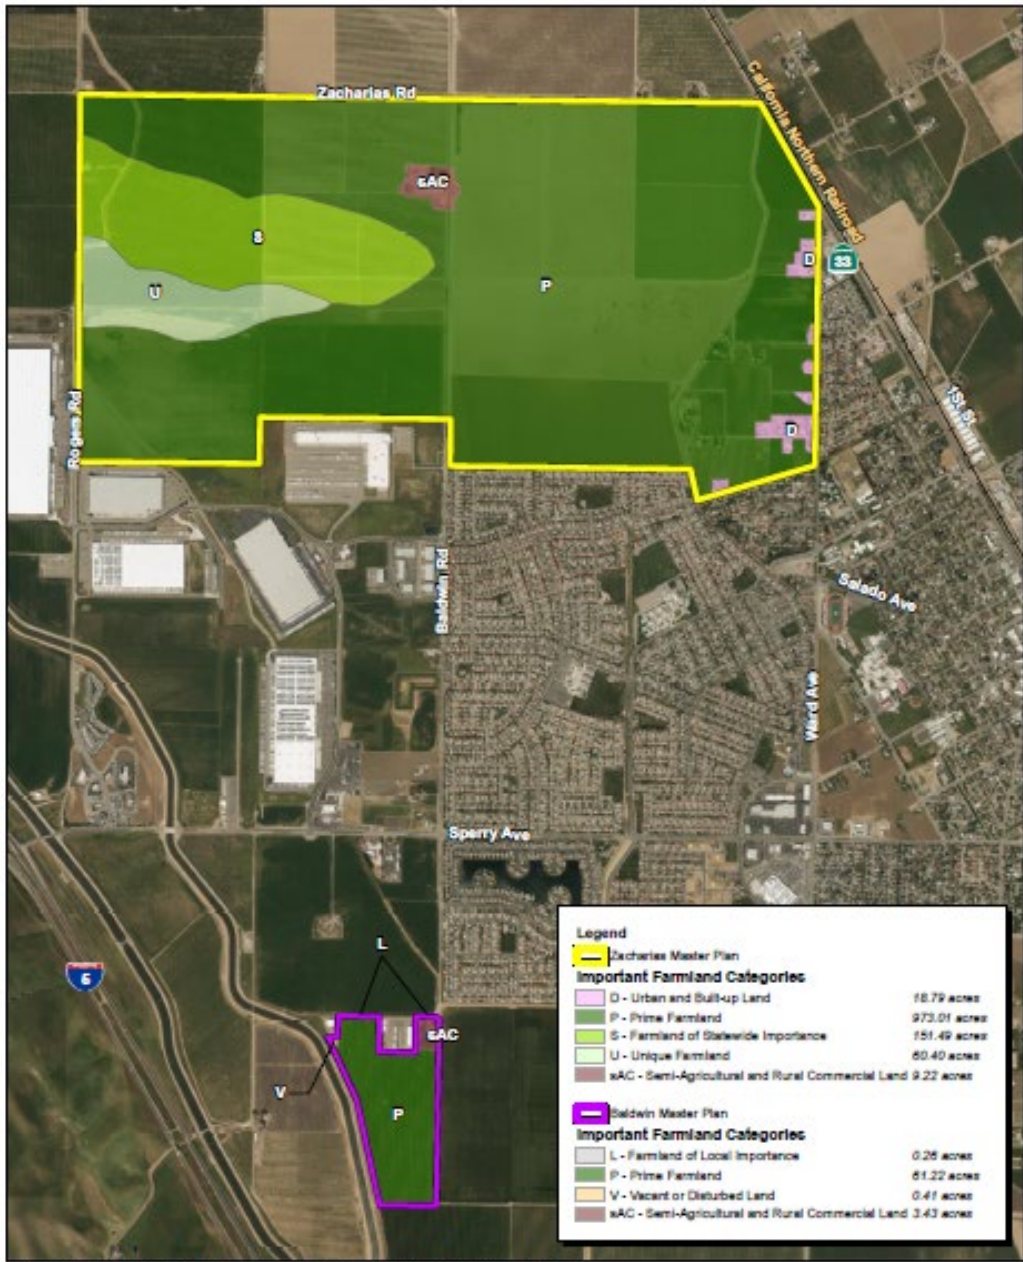 Zacharias Rd
California Northern Railroad
sAC
S
D
33
U
P
Rogers Rd
1St St
D
Baldwin Rd
Salado Ave
Ward Ave
Sperry Ave
L
5
sAC
V
P
Legend
Zacharias Master Plan
Important Farmland Categories
D - Urban and Built-up Land 18.79 acres
P - Prime Farmland 973.01 acres
S - Farmland of Statewide Importance 151.49 acres
U - Unique Farmland 60.40 acres
sAC - Semi-Agricultural and Rural Commercial Land 9.22 acres
Baldwin Master Plan
Important Farmland Categories
L - Farmland of Local Importance 0.26 acres
P - Prime Farmland 61.22 acres
V - Vacant or Disturbed Land 0.41 acres
sAC - Semi-Agricultural and Rural Commercial Land 3.43 acres